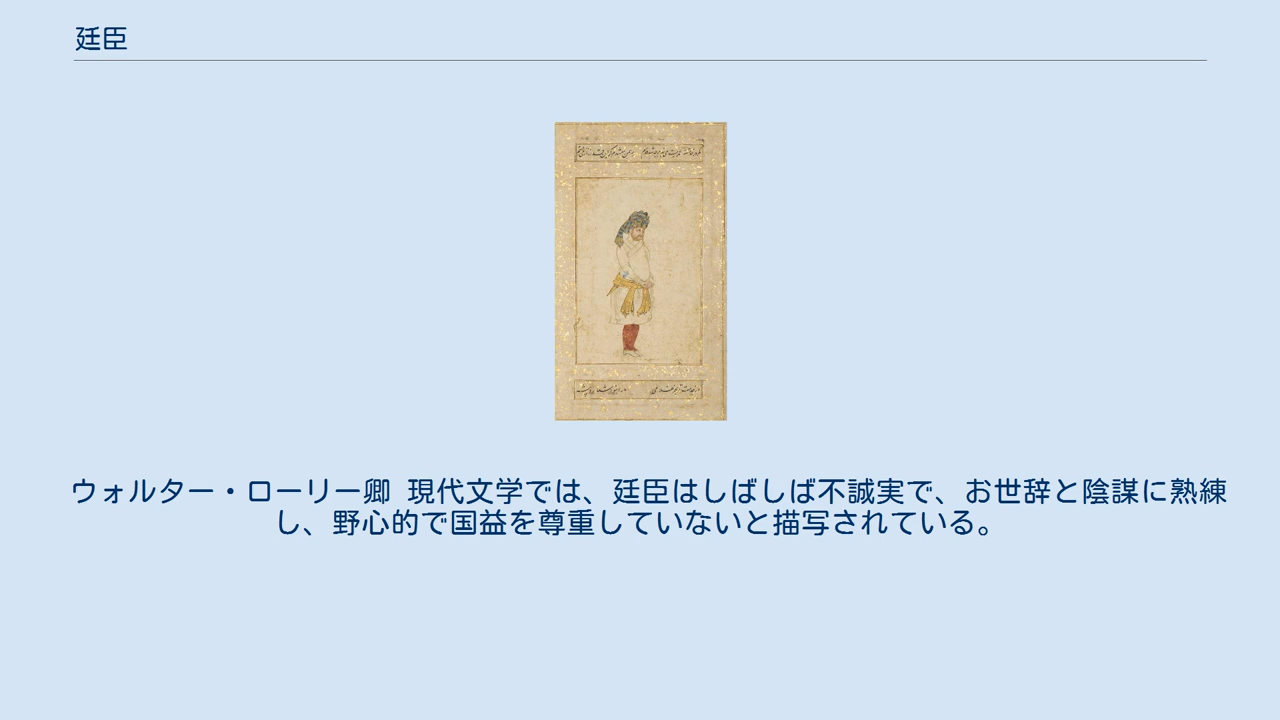 廷臣
ウォルター・ローリー卿 現代文学では、廷臣はしばしば不誠実で、お世辞と陰謀に熟練
し、野心的で国益を尊重していないと描写されている。